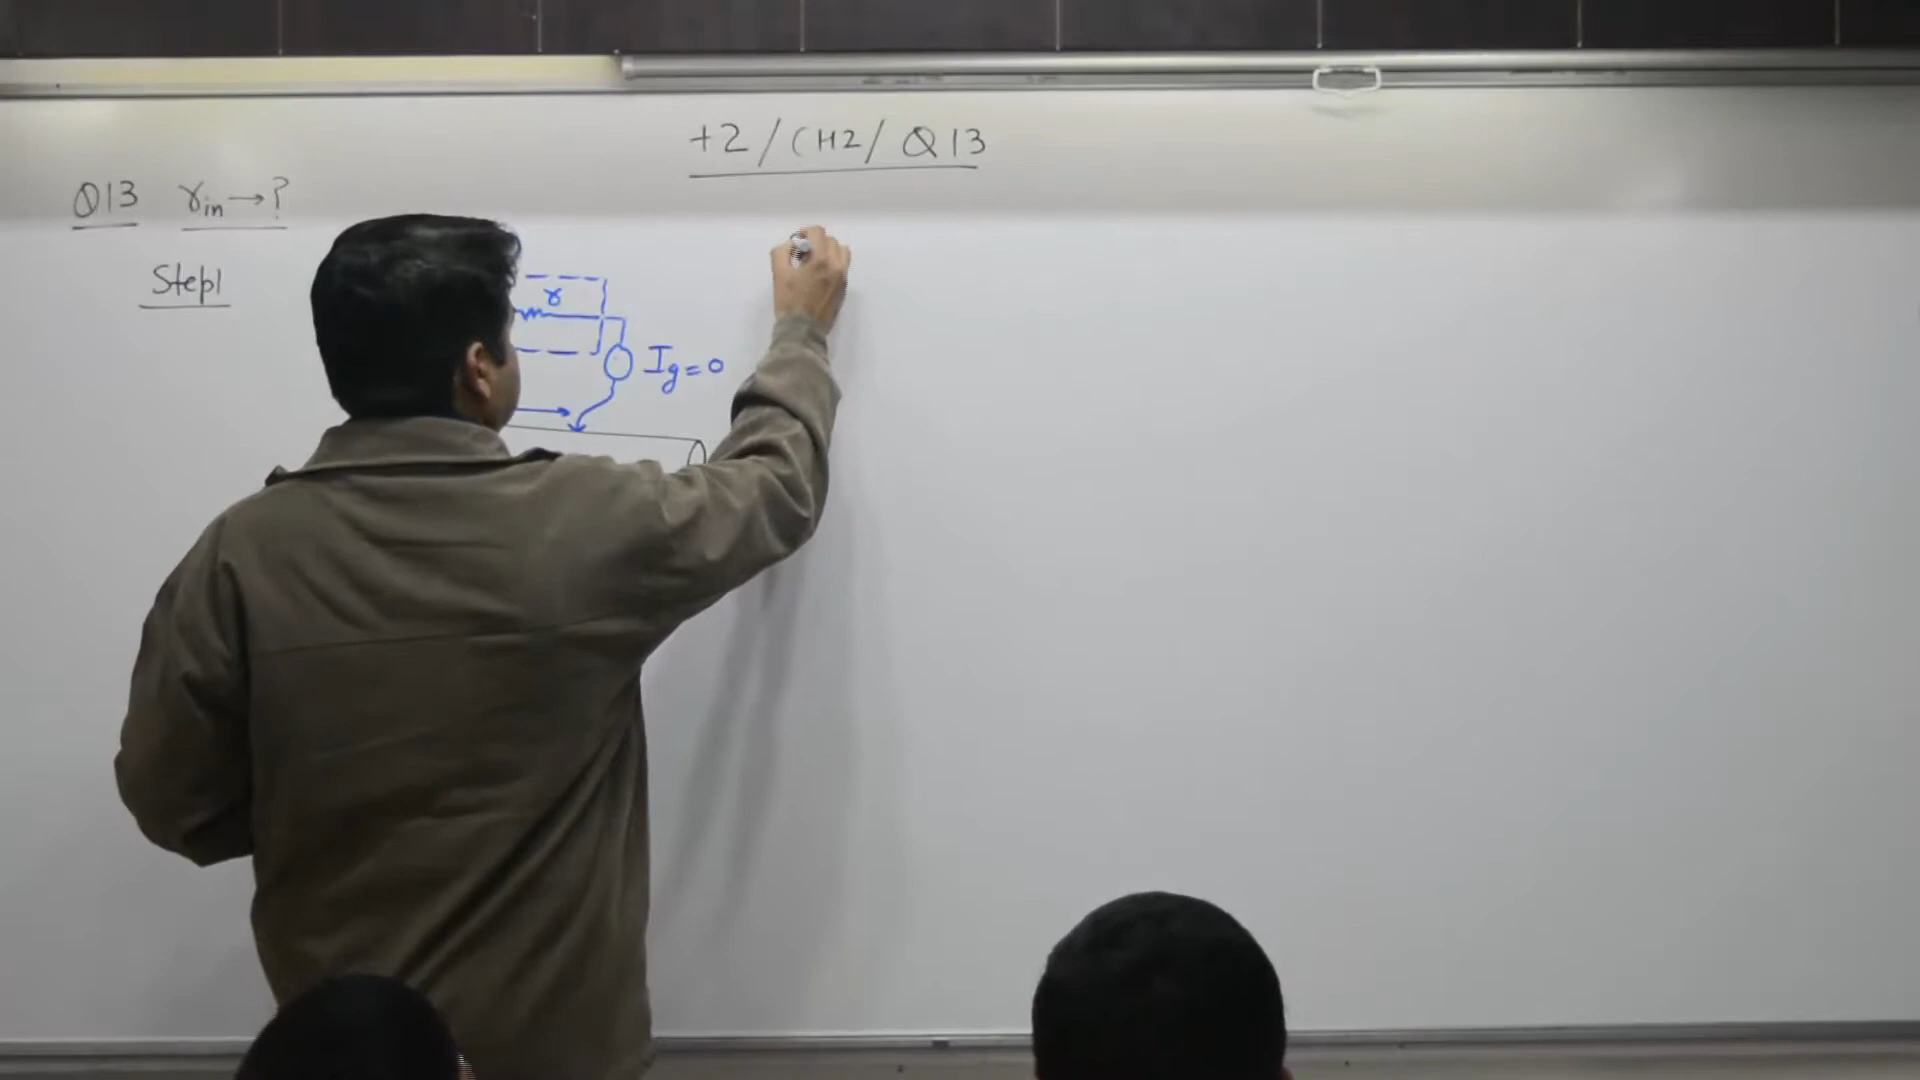 +2/CH2/Q13
Q13 rin→?
Step1
r
Ig=0